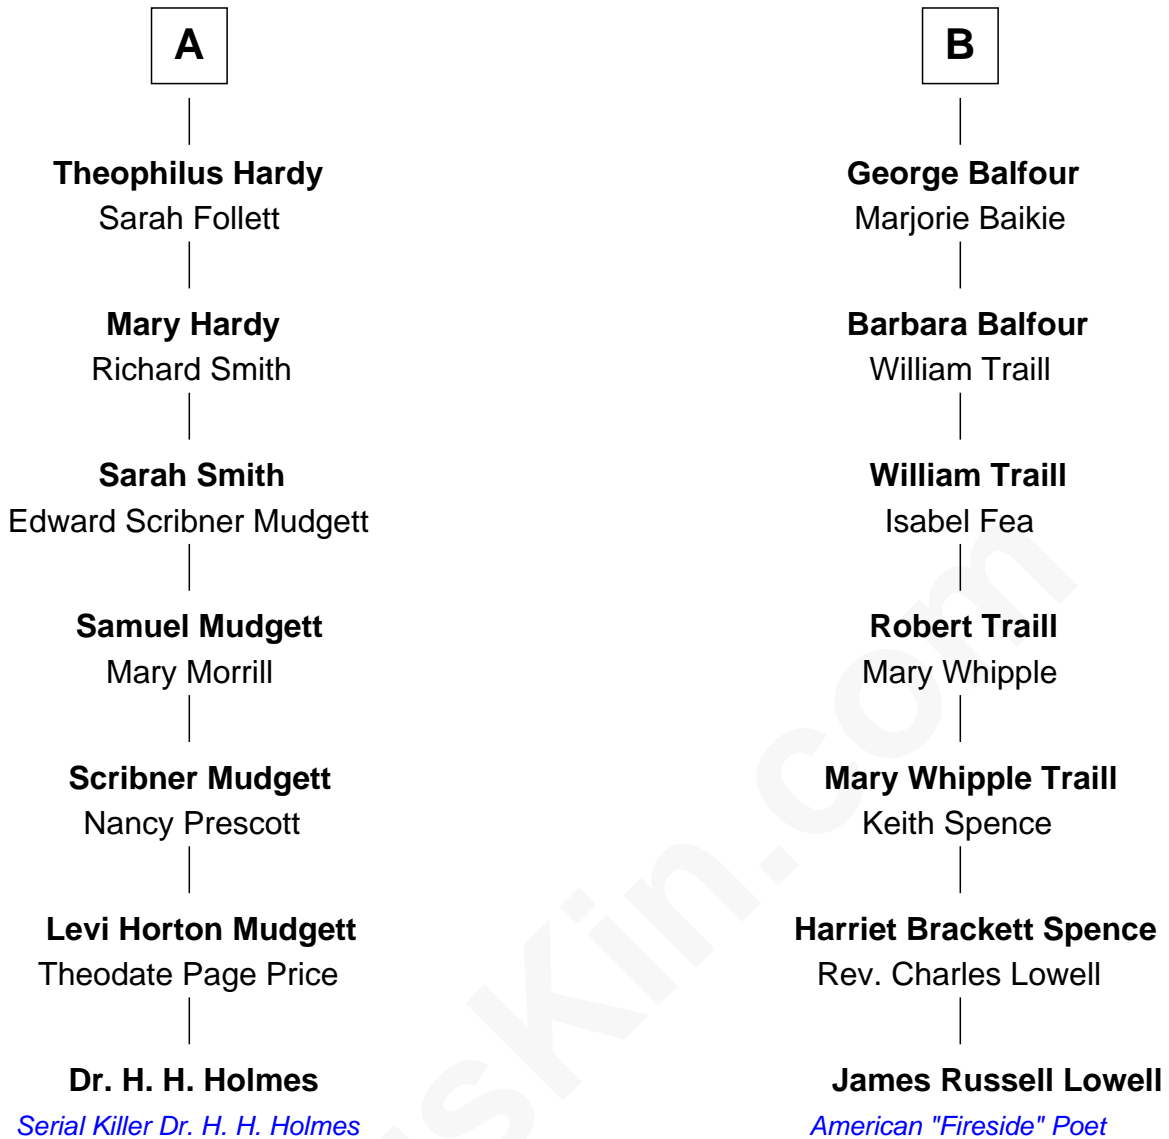 A
B
Theophilus Hardy
Sarah Follett
George Balfour
Marjorie Baikie
Mary Hardy
Richard Smith
Barbara Balfour
William Traill
Sarah Smith
Edward Scribner Mudgett
William Traill
Isabel Fea
Samuel Mudgett
Mary Morrill
Robert Traill
Mary Whipple
Scribner Mudgett
Nancy Prescott
Mary Whipple Traill
Keith Spence
Levi Horton Mudgett
Theodate Page Price
Harriet Brackett Spence
Rev. Charles Lowell
Dr. H. H. Holmes
Serial Killer Dr. H. H. Holmes
James Russell Lowell
American "Fireside" Poet
sKin.com